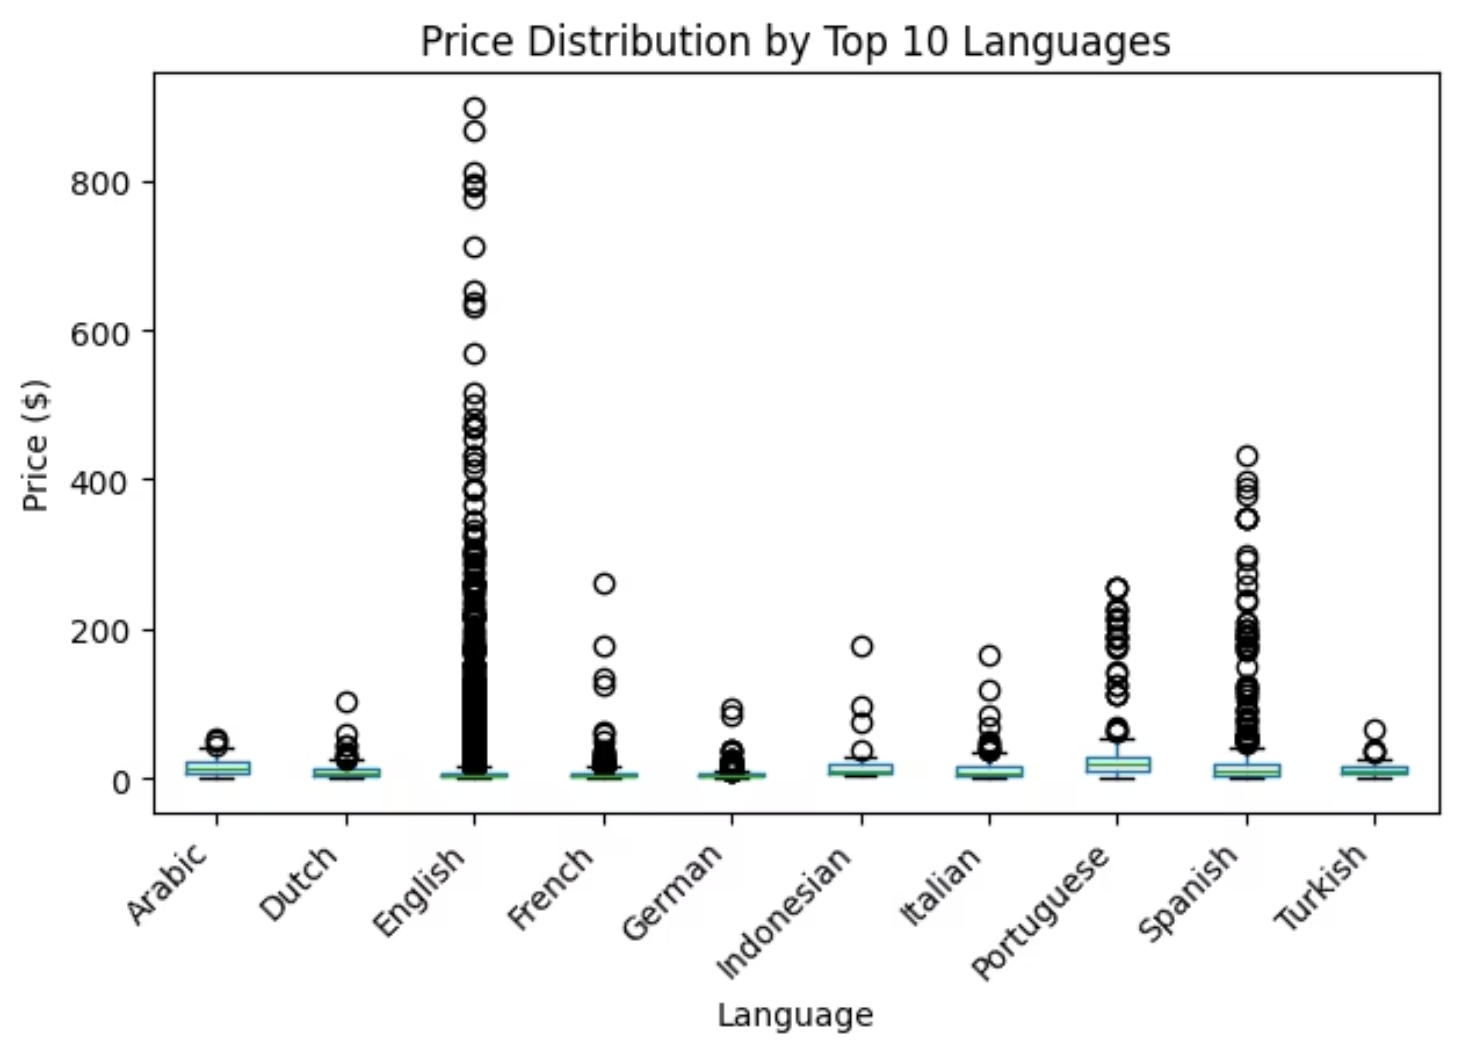 Price Distribution by Top 10 Languages
Price ($)
800
600
400
200
0
Arabic
Dutch
English
French
German
Indonesian
Italian
Portuguese
Spanish
Turkish
Language